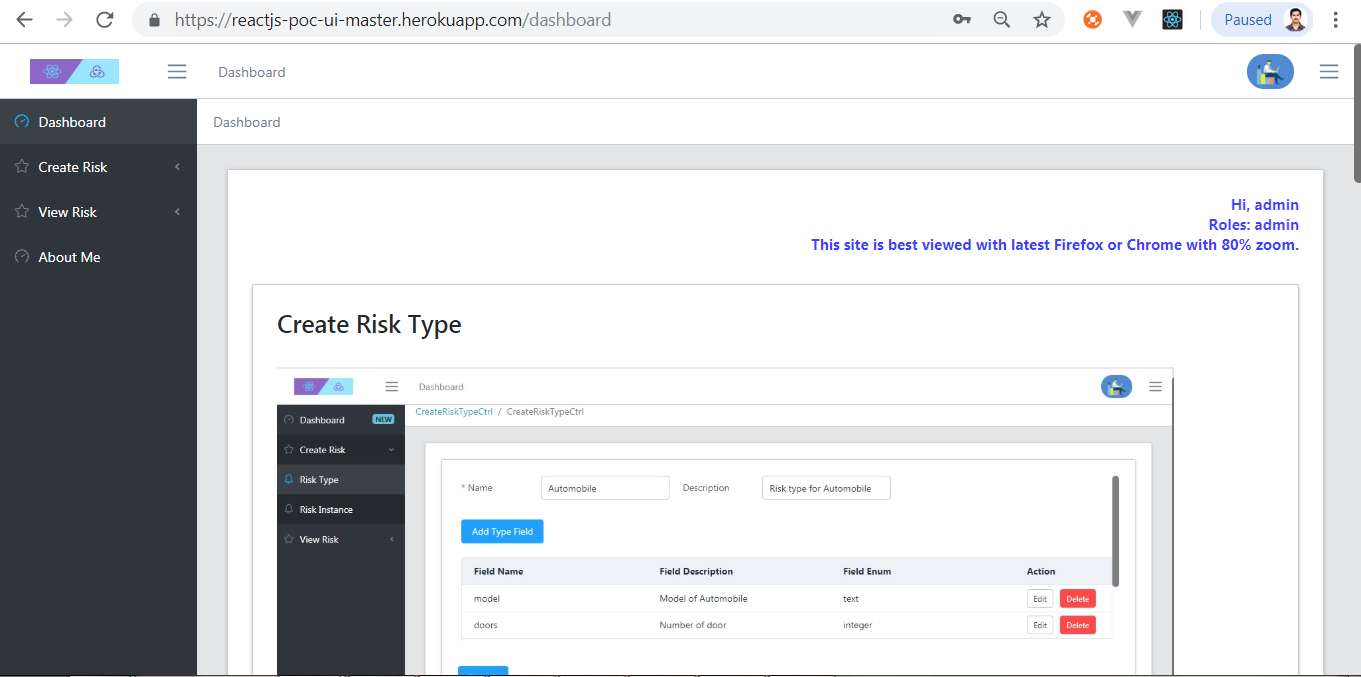 https://reactjs-poc-ui-master.herokuapp.com/dashboard
Paused
Dashboard
Dashboard
Dashboard
Create Risk
View Risk
About Me
Hi, admin
Roles: admin
This site is best viewed with latest Firefox or Chrome with 80% zoom.
Create Risk Type
Dashboard
Dashboard NEW
Create Risk
Risk Type
Risk Instance
View Risk
CreateRiskTypeCtrl / CreateRiskTypeCtrl
* Name Automobile Description Risk type for Automobile
Add Type Field
Field Name Field Description Field Enum Action
model Model of Automobile text Edit Delete
doors Number of door integer Edit Delete